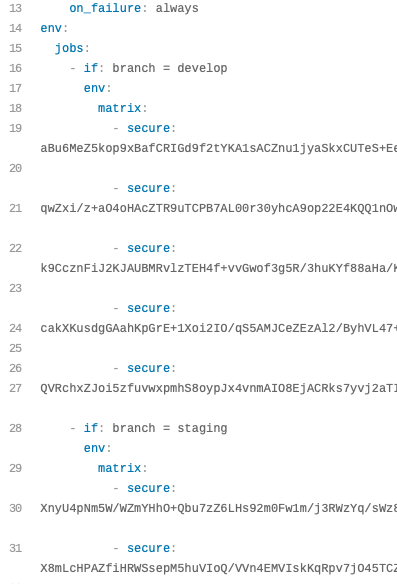 13 on_failure: always
14 env:
15 jobs:
16 - if: branch = develop
17 env:
18 matrix:
19 - secure:
aBu6MeZ5kop9xBafCRIGd9f2tYKA1sACZnu1jyaSkxCUTeS+Ee
20
- secure:
21 qwZxi/z+aO4oHAcZTR9uTCPB7AL00r30yhcA9op22E4KQQ1nOw
22 - secure:
k9CcznFiJ2KJAUBMRvlzTEH4f+vvGwof3g5R/3huKYf88aHa/K
23
- secure:
24 cakXKUsdgGAahKpGrE+1Xoi2IO/qS5AMJCeZEzAl2/ByhVL47+
25
26 - secure:
27 QVRchxZJoi5zfuvwxpmhS8oypJx4vnmAIO8EjACRks7yvj2aTI
28 - if: branch = staging
env:
29 matrix:
- secure:
30 XnyU4pNm5W/WZmYHhO+Qbu7zZ6LHs92m0Fw1m/j3RWzYq/sWz8
31 - secure:
X8mLcHPAZfiHRWSsepM5huVIoQ/VVn4EMVIskKqRpv7jO45TCZ